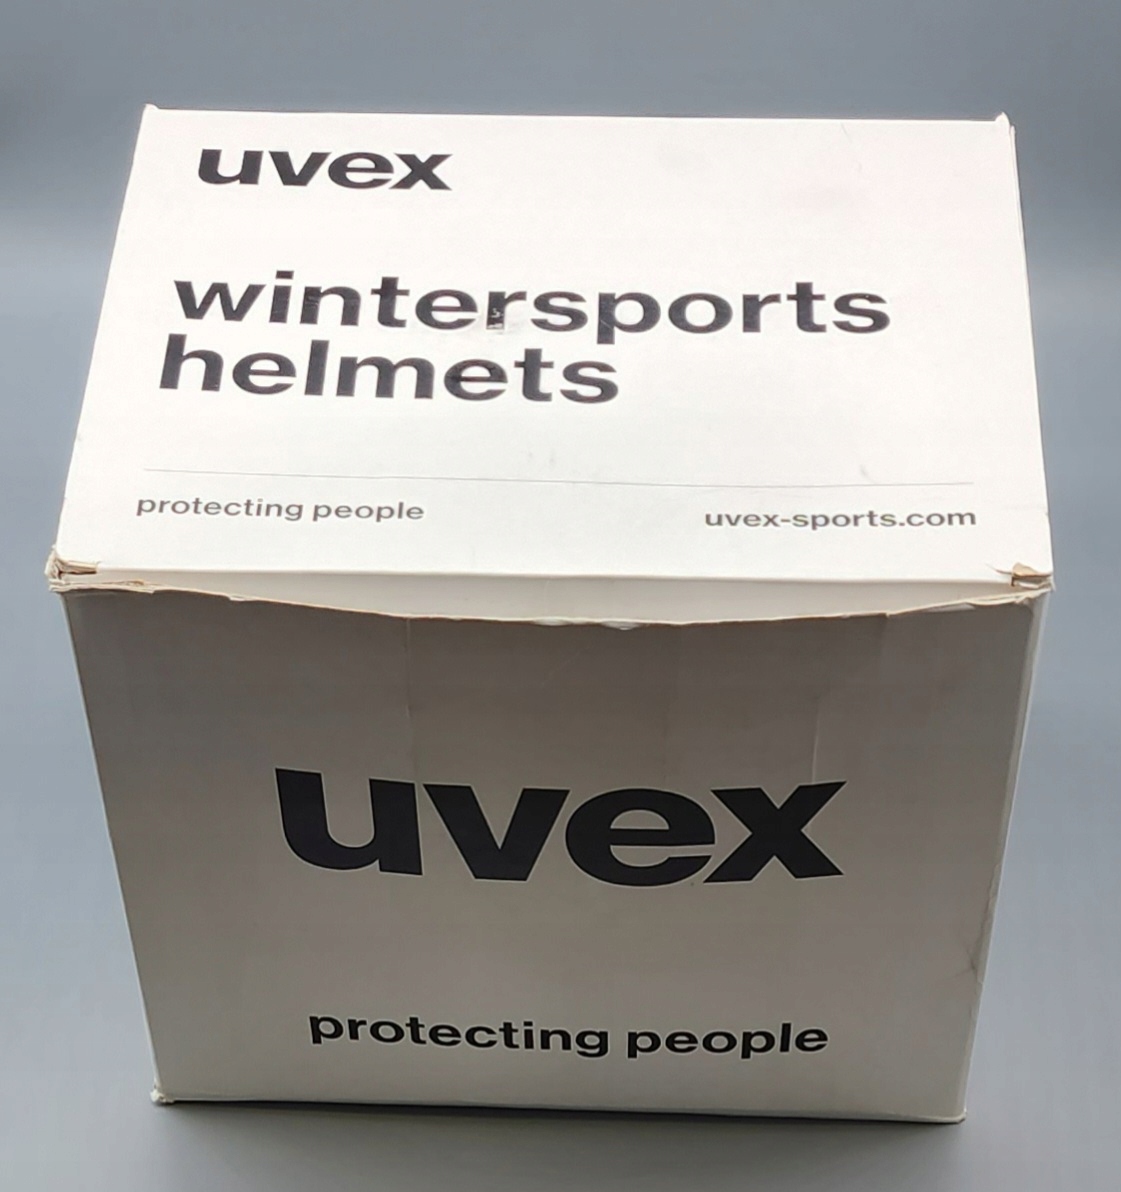 uvex
wintersports
helmets
protecting people
uvex-sports.com
uvex
protecting people